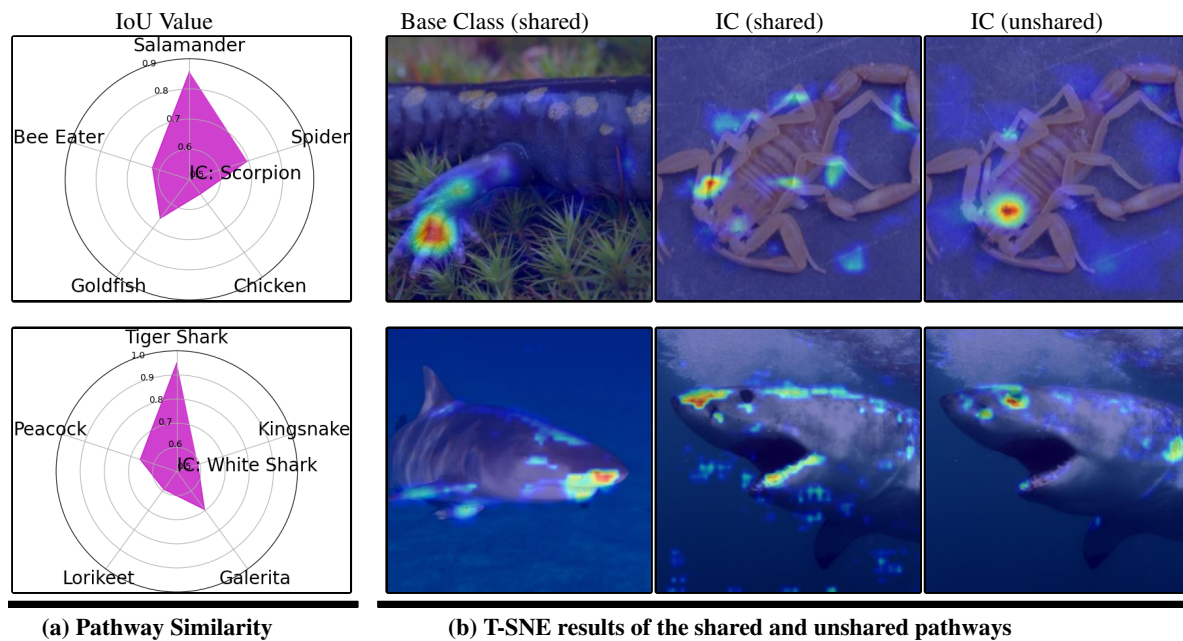 IoU Value
Base Class (shared)
IC (shared)
IC (unshared)
Salamander
0.9
0.8
Bee Eater
0.7
Spider
0.6
IC: Scorpion
Goldfish
Chicken
Tiger Shark
1.0
0.9
0.8
Peacock
0.7
Kingsnake
0.6
IC: White Shark
Lorikeet
Galerita
(a) Pathway Similarity
(b) T-SNE results of the shared and unshared pathways